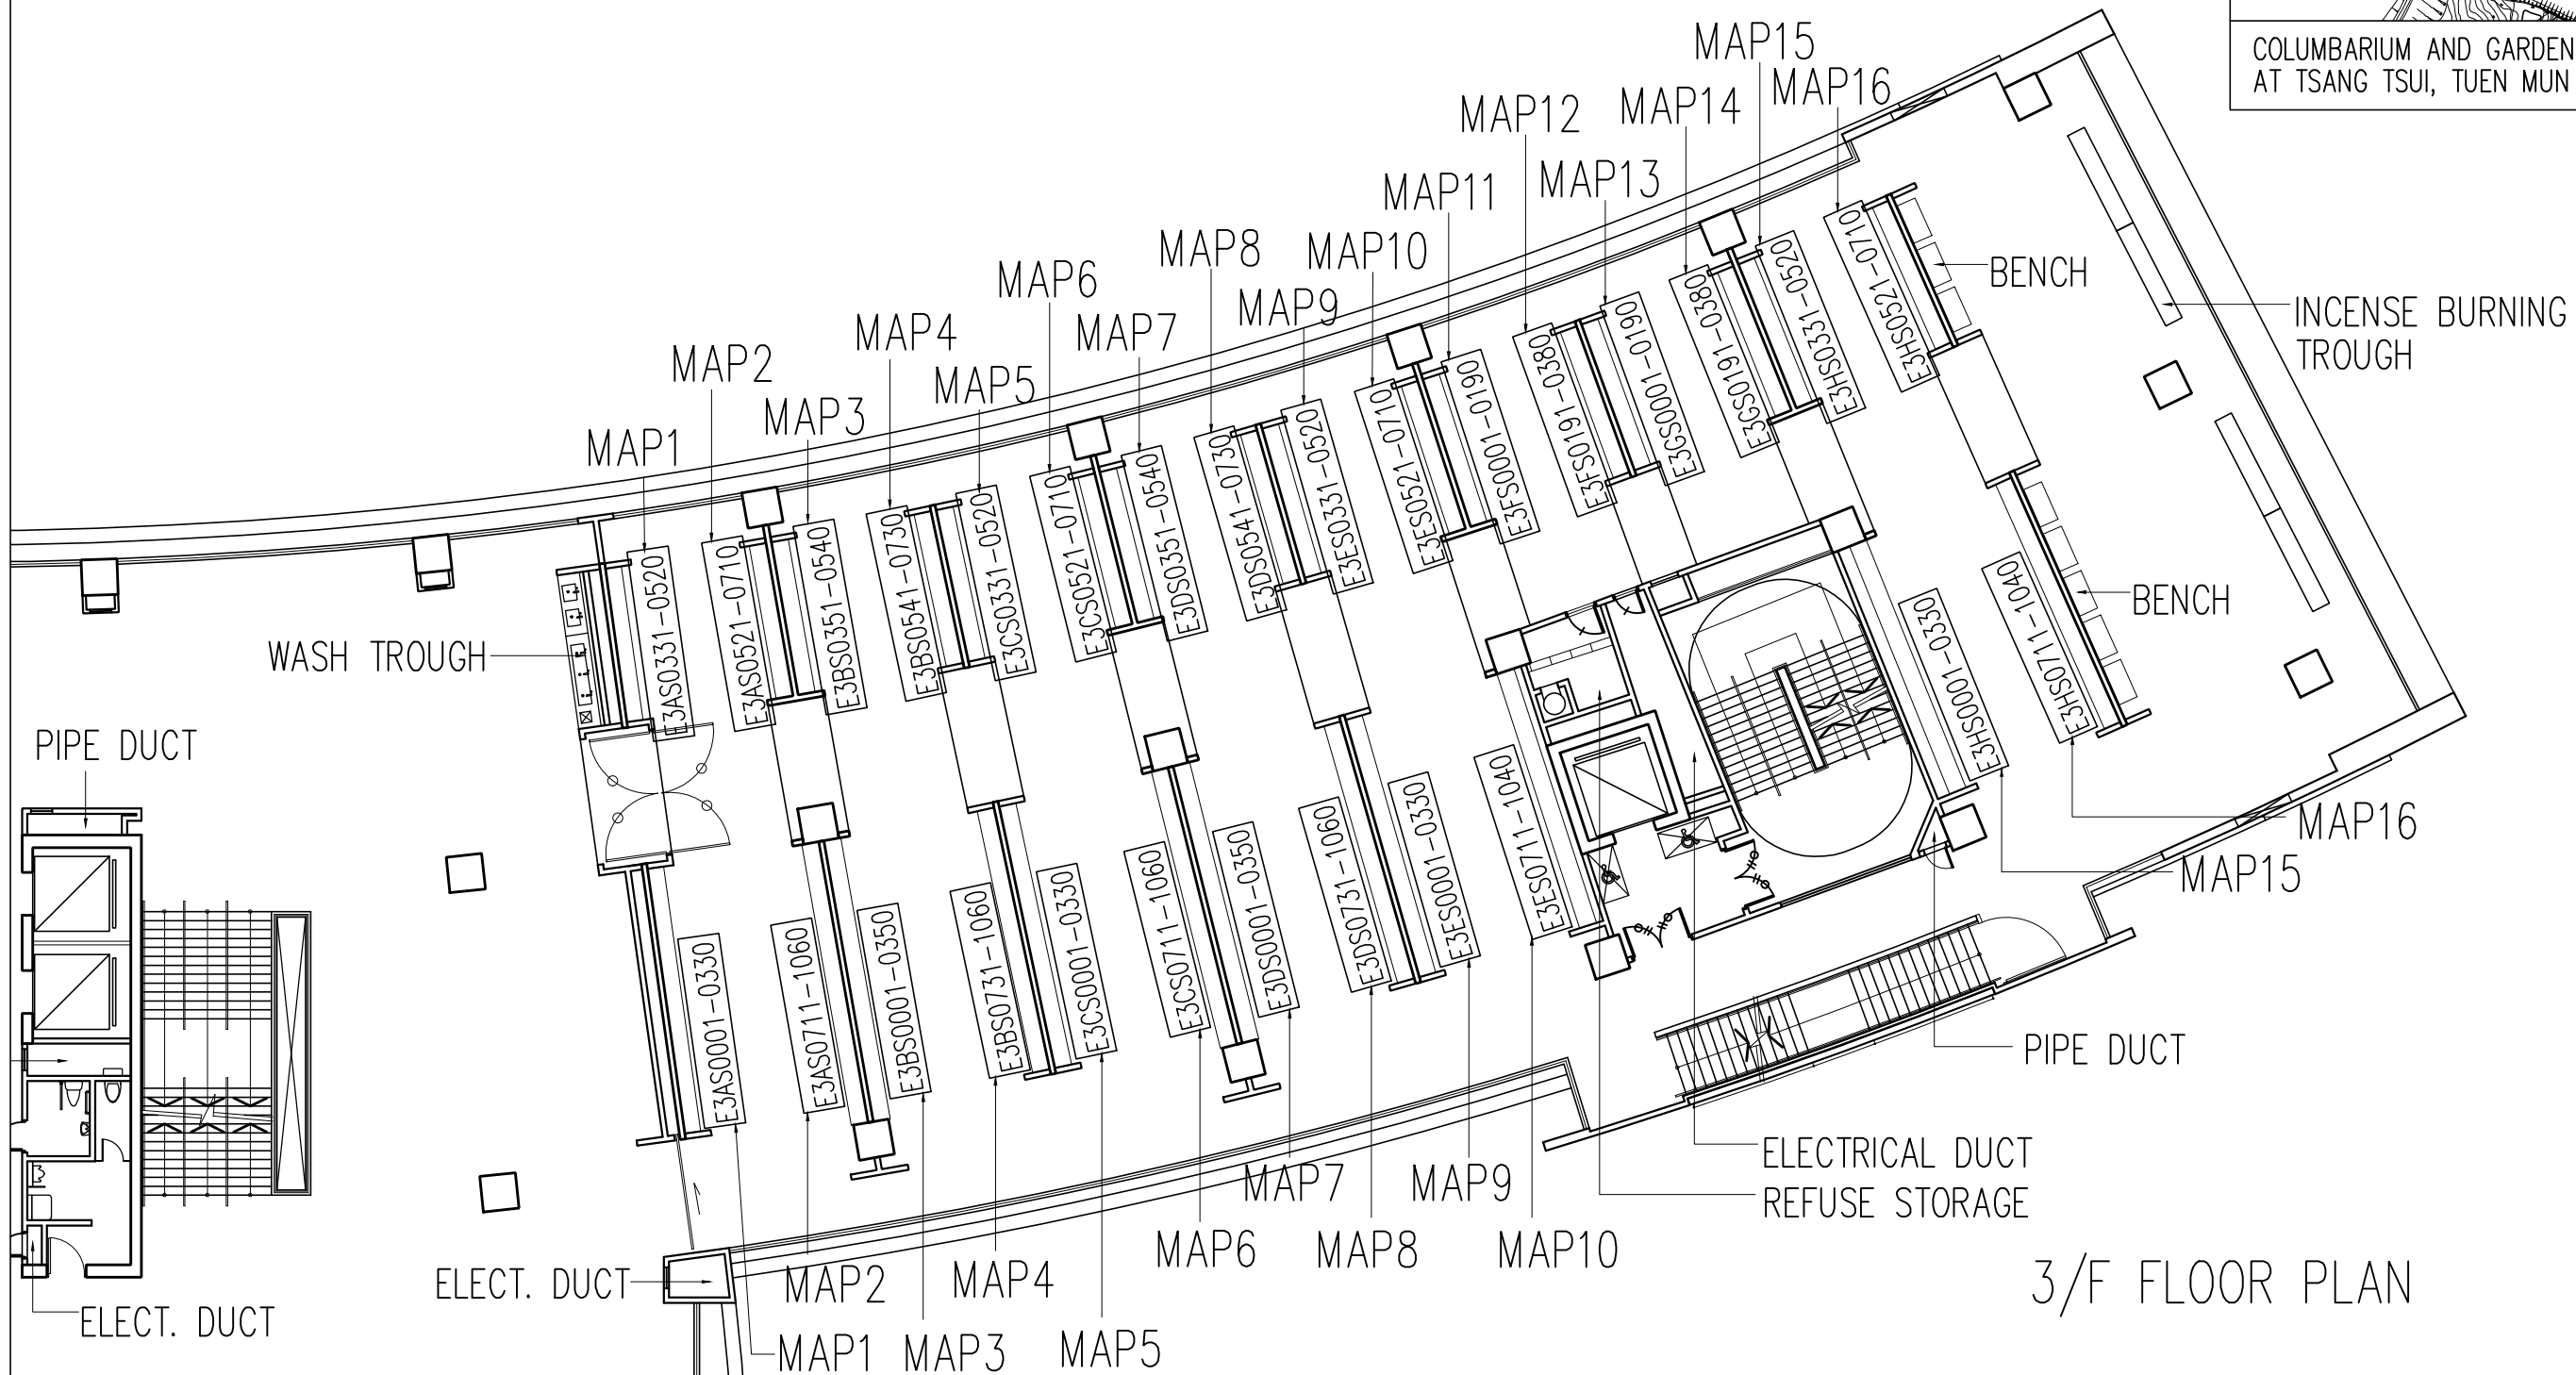 COLUMBARIUM AND GARDEN
AT TSANG TSUI, TUEN MUN
MAP15
MAP16
MAP14
MAP12
MAP13
MAP11
MAP10
MAP8
MAP9
MAP6
MAP7
MAP4
MAP5
MAP2
MAP3
MAP1
BENCH
INCENSE BURNING
TROUGH
E3AS0331-0520
E3AS0521-0710
E3BS0351-0540
E3BS0541-0730
E3CS0331-0520
E3CS0521-0710
E3DS0351-0540
E3DS0541-0730
E3ES0331-0520
E3ES0521-0710
E3FS0001-0190
E3FS0191-0380
E3GS0001-0190
E3GS0191-0380
E3HS0331-0520
E3HS0521-0710
WASH TROUGH
BENCH
PIPE DUCT
E3AS0001-0330
E3AS0711-1060
E3BS0001-0350
E3BS0731-1060
E3CS0001-0330
E3CS0711-1060
E3DS0001-0350
E3DS0731-1060
E3ES0001-0330
E3ES0711-1040
E3HS0001-0330
E3HS0711-1040
MAP16
MAP15
PIPE DUCT
ELECTRICAL DUCT
REFUSE STORAGE
MAP7
MAP9
MAP6
MAP8
MAP10
ELECT. DUCT
MAP2
MAP4
ELECT. DUCT
MAP1
MAP3
MAP5
3/F FLOOR PLAN